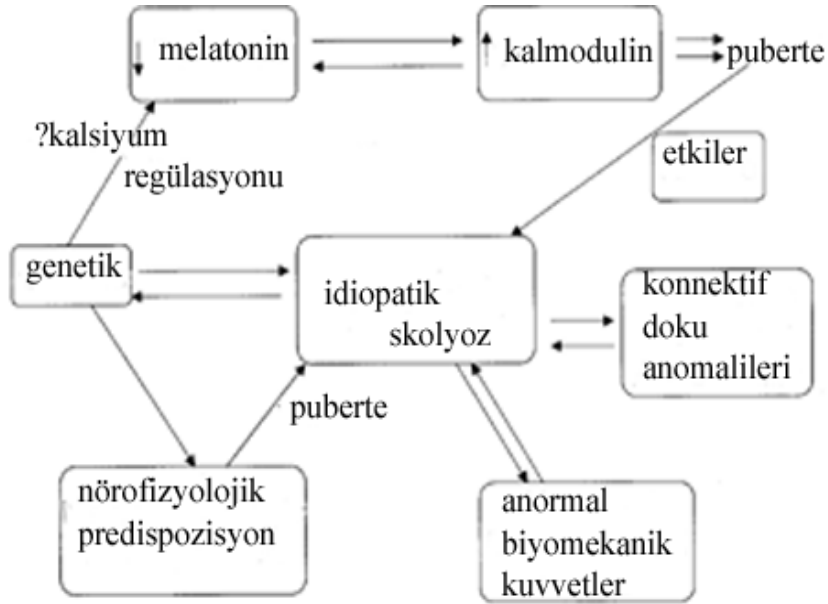 melatonin
kalmodulin
puberte
?kalsiyum
regülasyonu
etkiler
genetik
idiopatik
skolyoz
konnektif
doku
anomalileri
puberte
nörofizyolojik
predispozisyon
anormal
biyomekanik
kuvvetler